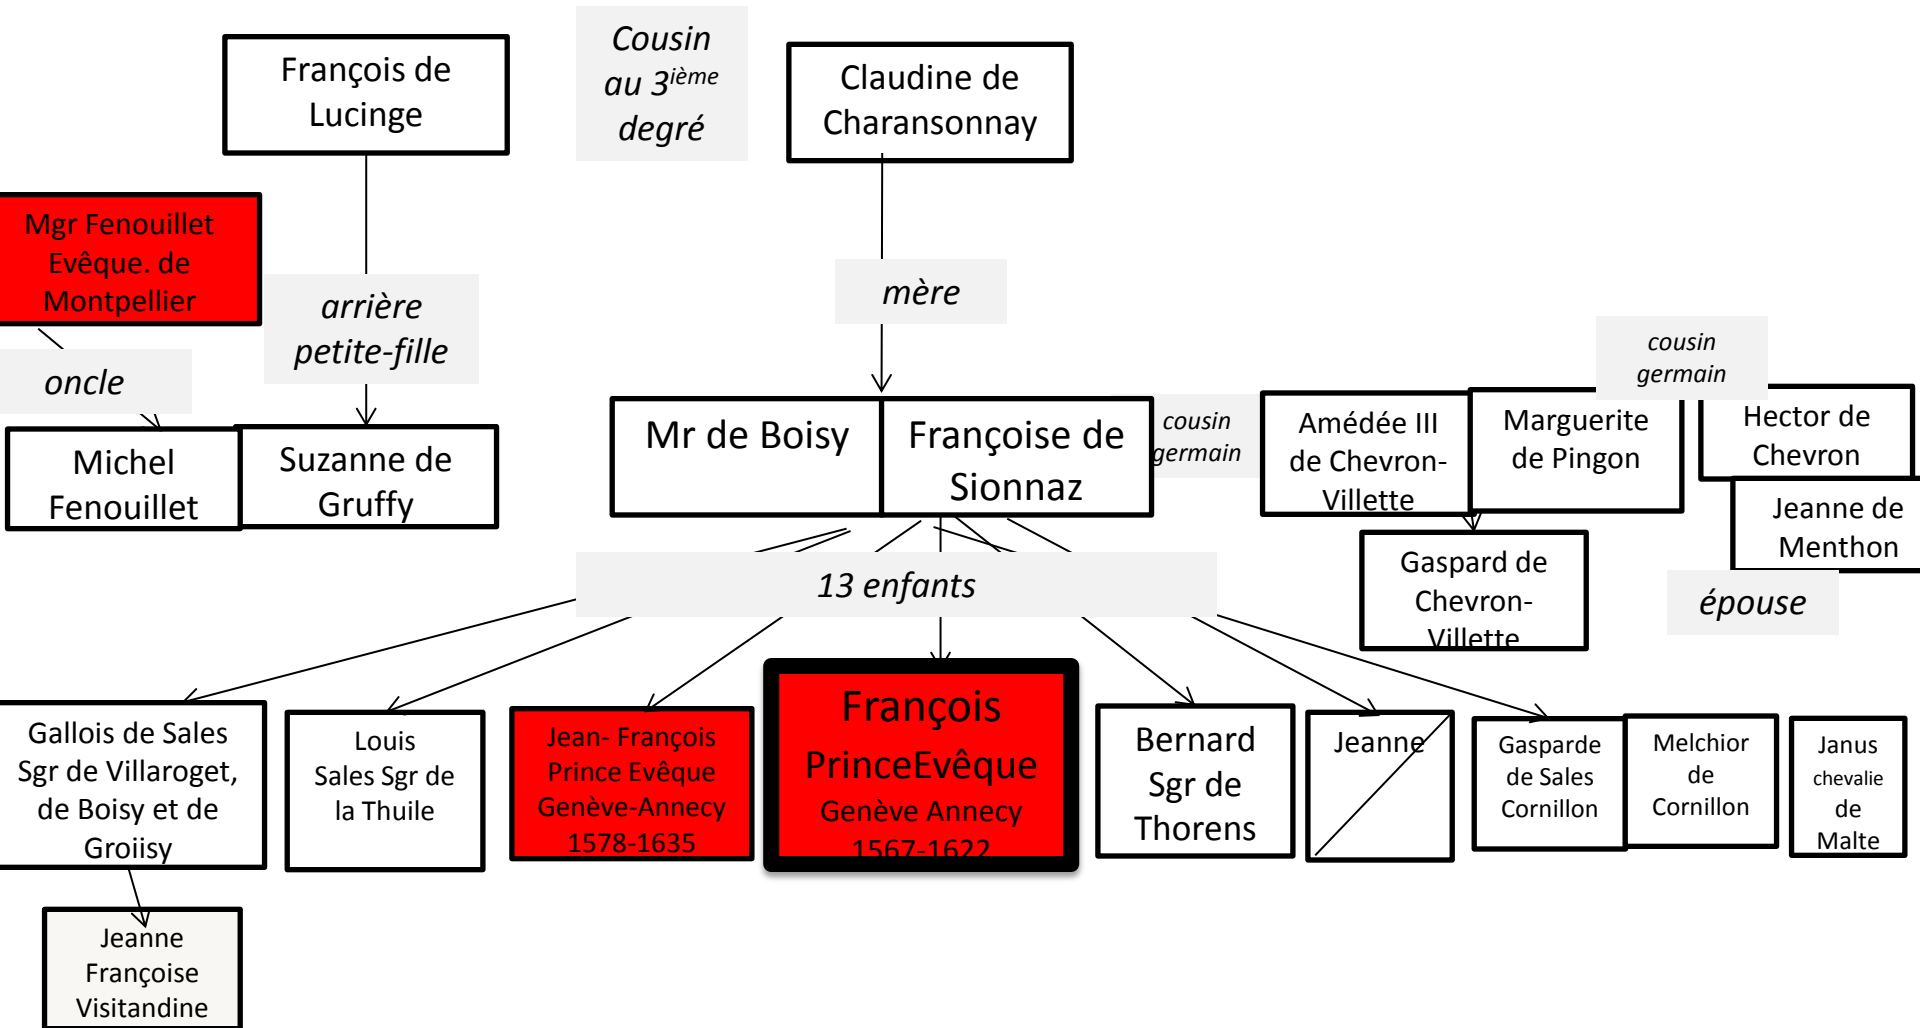 François de
Lucinge
Cousin
au 3ième
degré
Claudine de
Charansonnay
Mgr Fenouillet
Evêque. de
Montpellier
arrière
petite-fille
mère
oncle
cousin
germain
Michel
Fenouillet
Suzanne de
Gruffy
Mr de Boisy
Françoise de
Sionnaz
cousin
germain
Amédée III
de Chevron-
Villette
Marguerite
de Pingon
Hector de
Chevron
Jeanne de
Menthon
Gaspard de
Chevron-
Villette
épouse
13 enfants
Gallois de Sales
Sgr de Villaroget,
de Boisy et de
Groiisy
Louis
Sales Sgr de
la Thuile
Jean- François
Prince Evêque
Genève-Annecy
1578-1635
François
PrinceEvêque
Genève Annecy
1567-1622
Bernard
Sgr de
Thorens
Jeanne
Gasparde
de Sales
Cornillon
Melchior
de
Cornillon
Janus
chevalie
de
Malte
Jeanne
Françoise
Visitandine